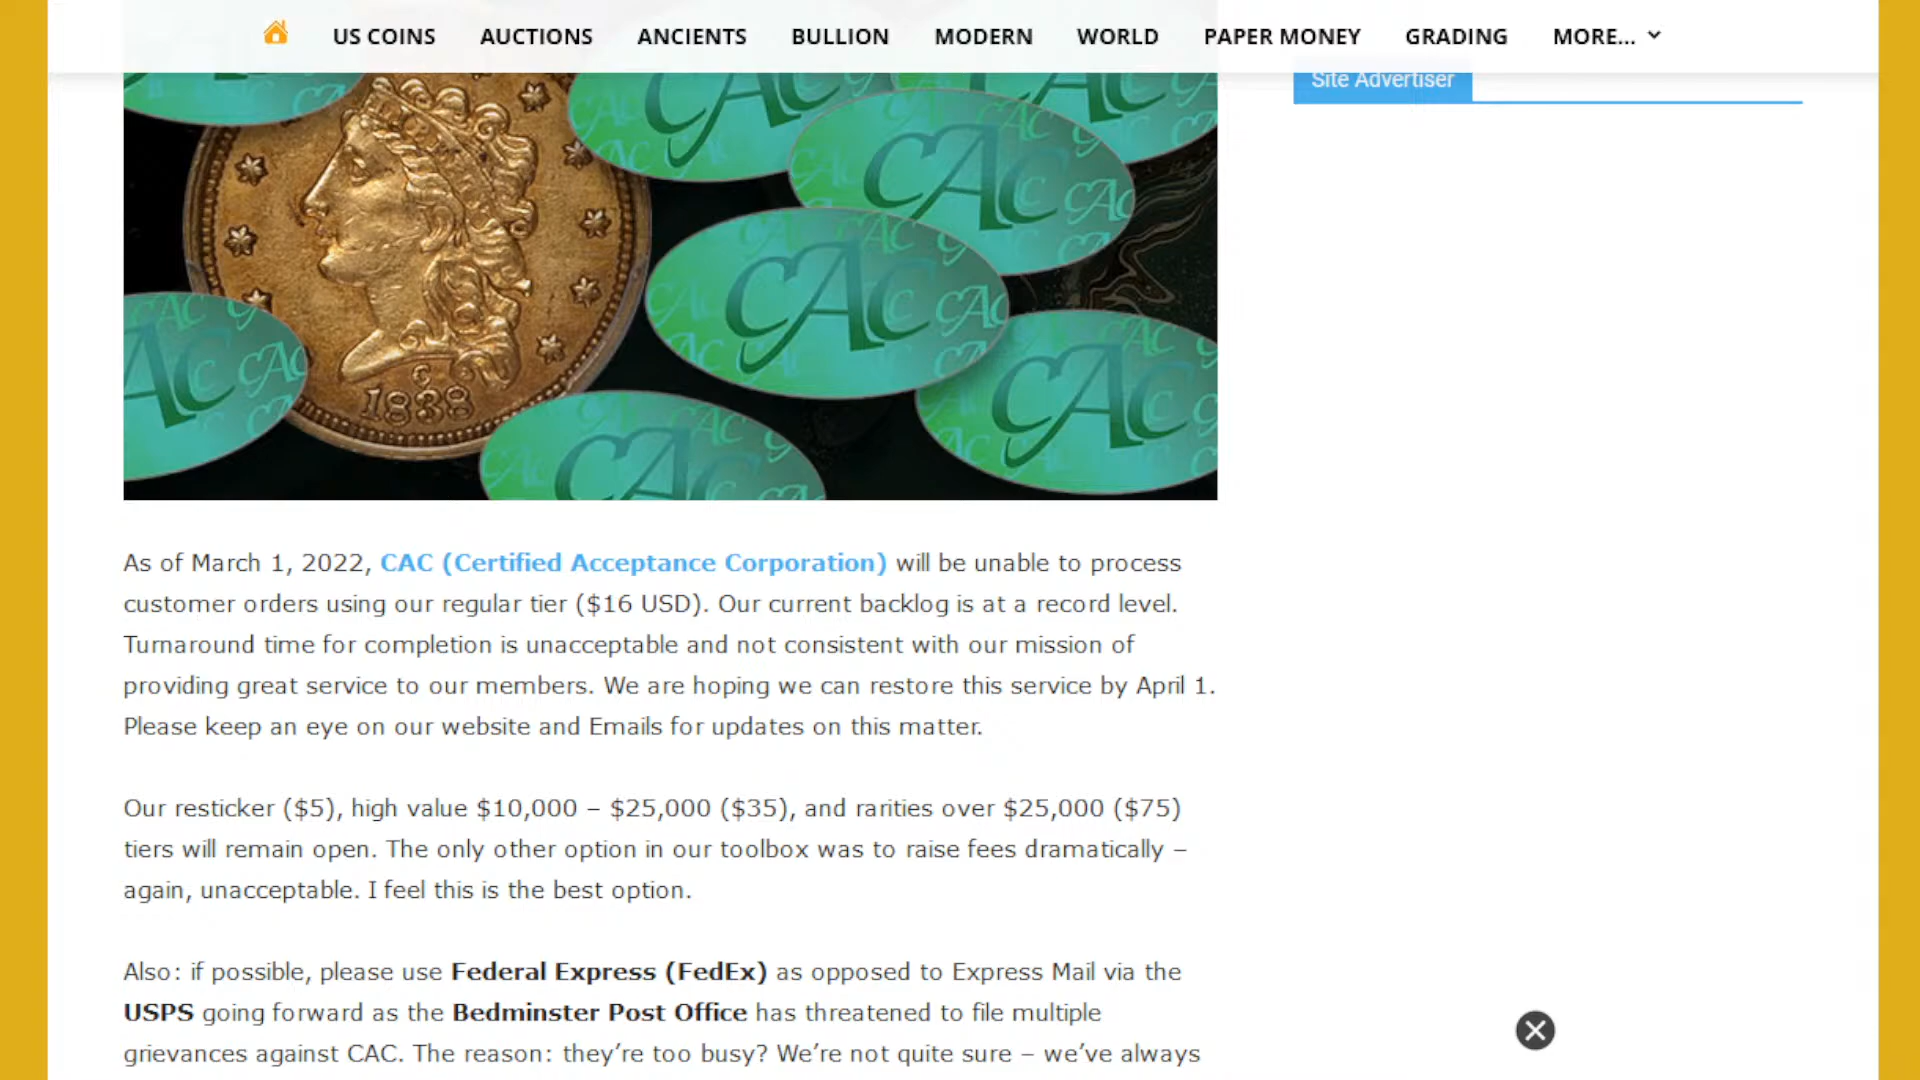 US COINS AUCTIONS ANCIENTS BULLION MODERN WORLD PAPER MONEY GRADING MORE...
Site Advertiser
CAC
CAC
CAC
CAC
CAC
C
1838
As of March 1, 2022, CAC (Certified Acceptance Corporation) will be unable to process
customer orders using our regular tier ($16 USD). Our current backlog is at a record level.
Turnaround time for completion is unacceptable and not consistent with our mission of
providing great service to our members. We are hoping we can restore this service by April 1.
Please keep an eye on our website and Emails for updates on this matter.
Our resticker ($5), high value $10,000 – $25,000 ($35), and rarities over $25,000 ($75)
tiers will remain open. The only other option in our toolbox was to raise fees dramatically –
again, unacceptable. I feel this is the best option.
Also: if possible, please use Federal Express (FedEx) as opposed to Express Mail via the
USPS going forward as the Bedminster Post Office has threatened to file multiple
grievances against CAC. The reason: they’re too busy? We’re not quite sure – we’ve always